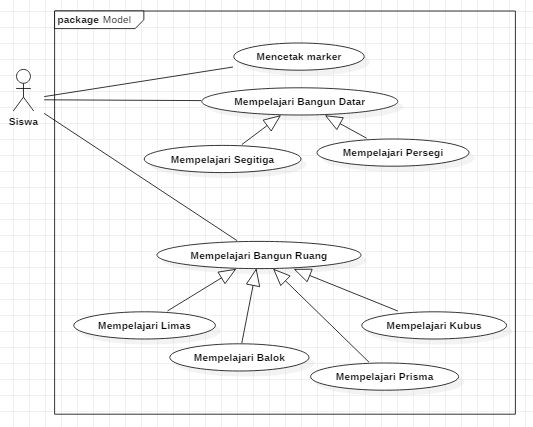 package Model
Mencetak marker
Siswa
Mempelajari Bangun Datar
Mempelajari Segitiga
Mempelajari Persegi
Mempelajari Bangun Ruang
Mempelajari Limas
Mempelajari Kubus
Mempelajari Balok
Mempelajari Prisma